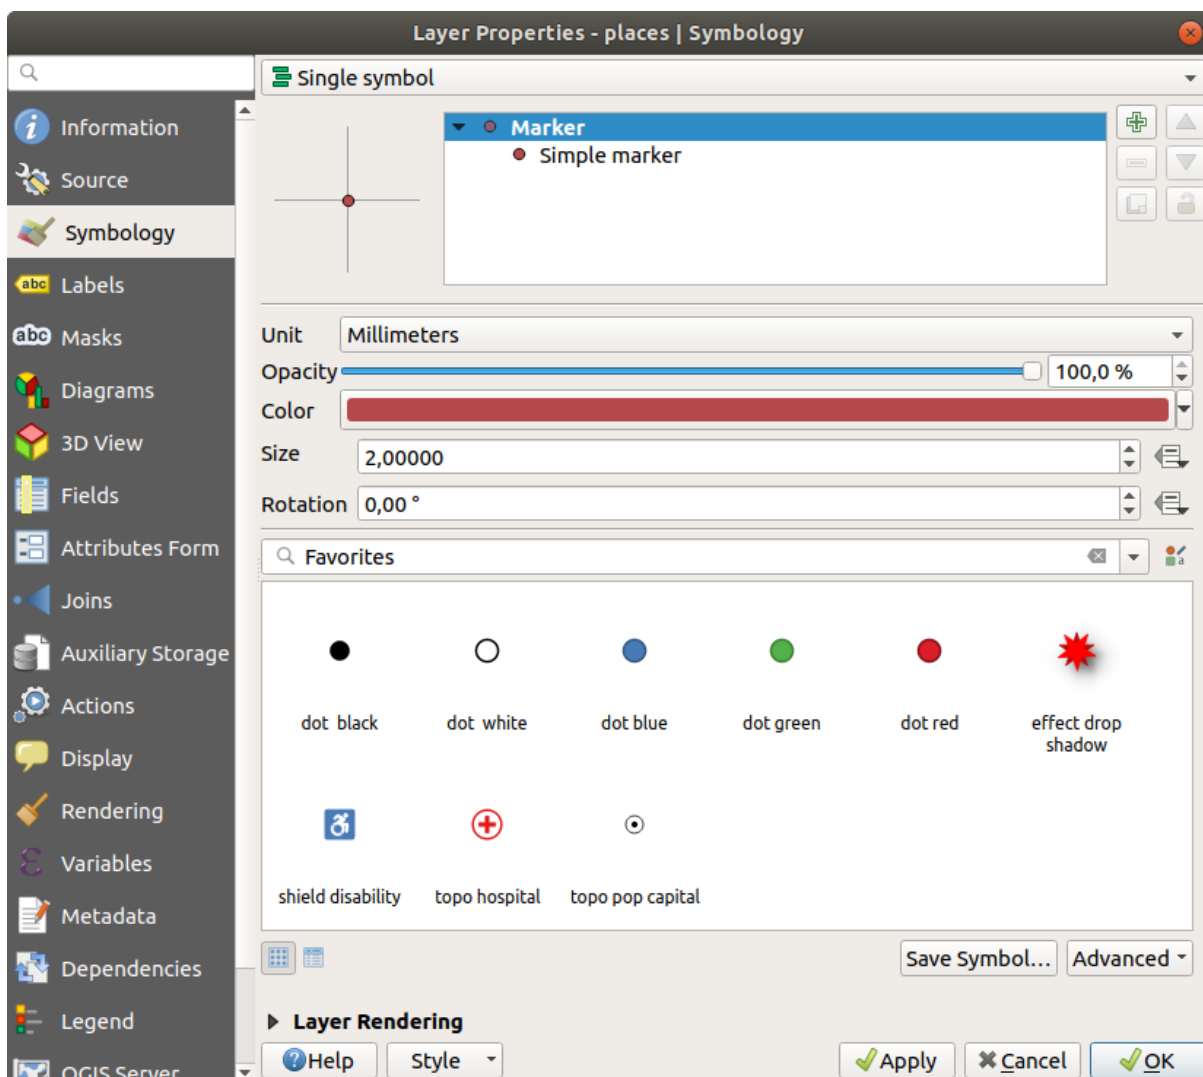 Layer Properties - places | Symbology
Information
Source
Symbology
abc Labels
abc Masks
Diagrams
3D View
Fields
Attributes Form
Joins
Auxiliary Storage
Actions
Display
Rendering
Variables
Metadata
Dependencies
Legend
QGIS Server
Single symbol
Marker
Simple marker
Unit Millimeters
Opacity 100,0 %
Color
Size 2,00000
Rotation 0,00 °
Favorites
dot black
dot white
dot blue
dot green
dot red
effect drop
shadow
shield disability
topo hospital
topo pop capital
Save Symbol...
Advanced
Layer Rendering
Help
Style
Apply
Cancel
OK